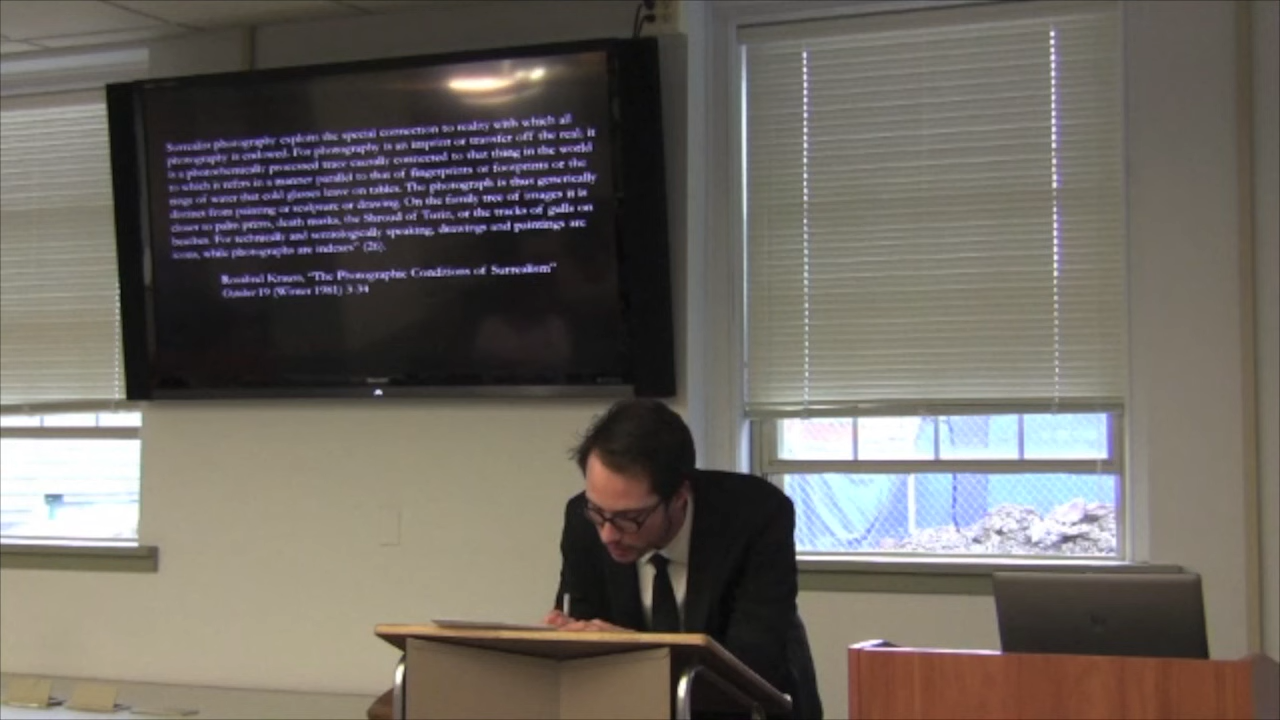 Surrealist photography exploits the special connection to reality with which all
photography is endowed. For photography is an imprint or transfer off the real; it
is a photochemically processed trace causally connected to that thing in the world
to which it refers in a manner parallel to that of fingerprints or footprints or the
rings of water that cold glasses leave on tables. The photograph is thus generically
distinct from painting or sculpture or drawing. On the family tree of images it is
closer to palm prints, death masks, the Shroud of Turin, or the tracks of gulls on
beaches. For technically and semiologically speaking, drawings and paintings are
icons, while photographs are indexes" (26).
Rosalind Krauss, "The Photographic Conditions of Surrealism"
October 19 (Winter 1981) 3-34